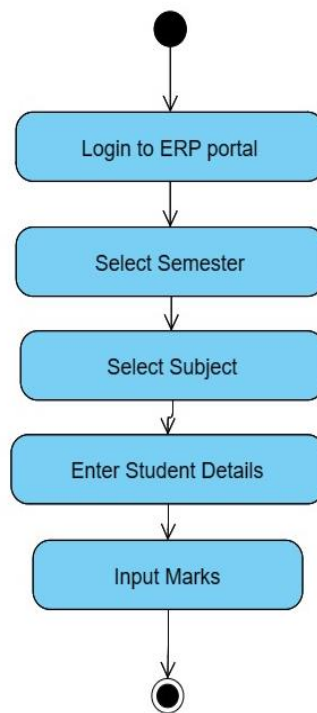 Login to ERP portal
Select Semester
Select Subject
Enter Student Details
Input Marks